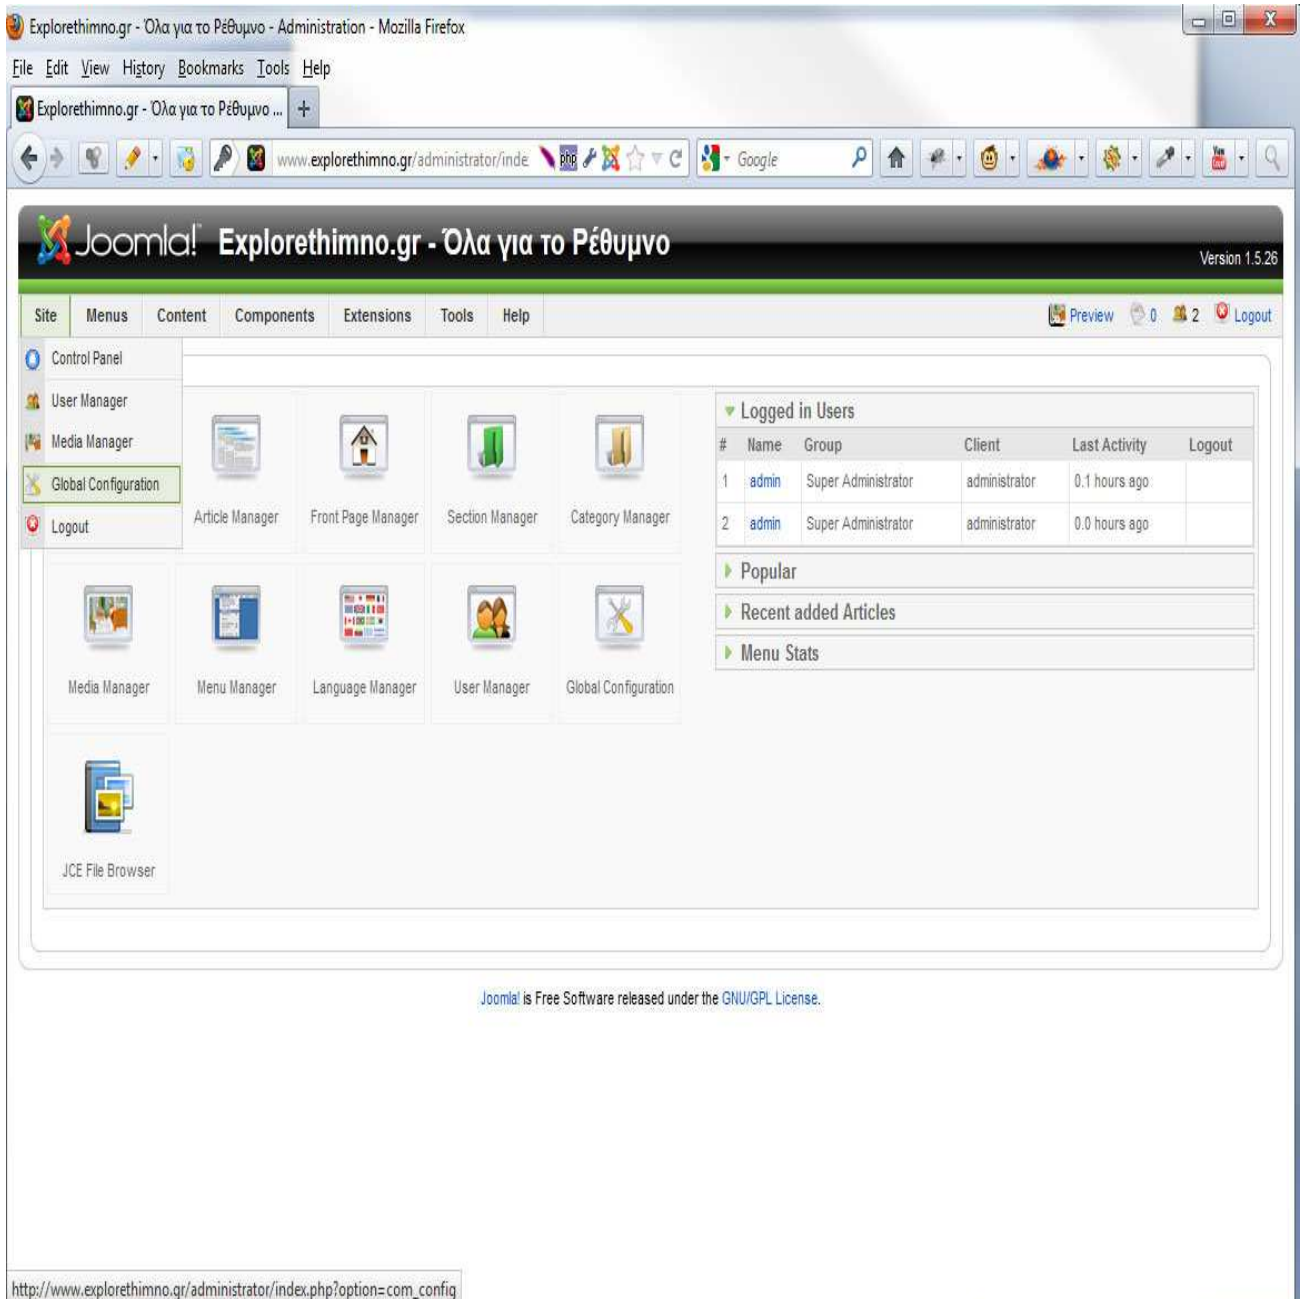 Explorethimno.gr - Όλα για το Ρέθυμνο - Administration - Mozilla Firefox
File Edit View History Bookmarks Tools Help
Explorethimno.gr - Όλα για το Ρέθυμνο ... +
www.explorethimno.gr/administrator/inde php Google
Joomla! Explorethimno.gr - Όλα για το Ρέθυμνο
Version 1.5.26
Site Menus Content Components Extensions Tools Help Preview 0 2 Logout
Control Panel
User Manager
Media Manager
Global Configuration
Logout
Article Manager Front Page Manager Section Manager Category Manager
Media Manager Menu Manager Language Manager User Manager Global Configuration
JCE File Browser
Logged in Users
# Name Group Client Last Activity Logout
1 admin Super Administrator administrator 0.1 hours ago
2 admin Super Administrator administrator 0.0 hours ago
Popular
Recent added Articles
Menu Stats
Joomla! is Free Software released under the GNU/GPL License.
http://www.explorethimno.gr/administrator/index.php?option=com_config